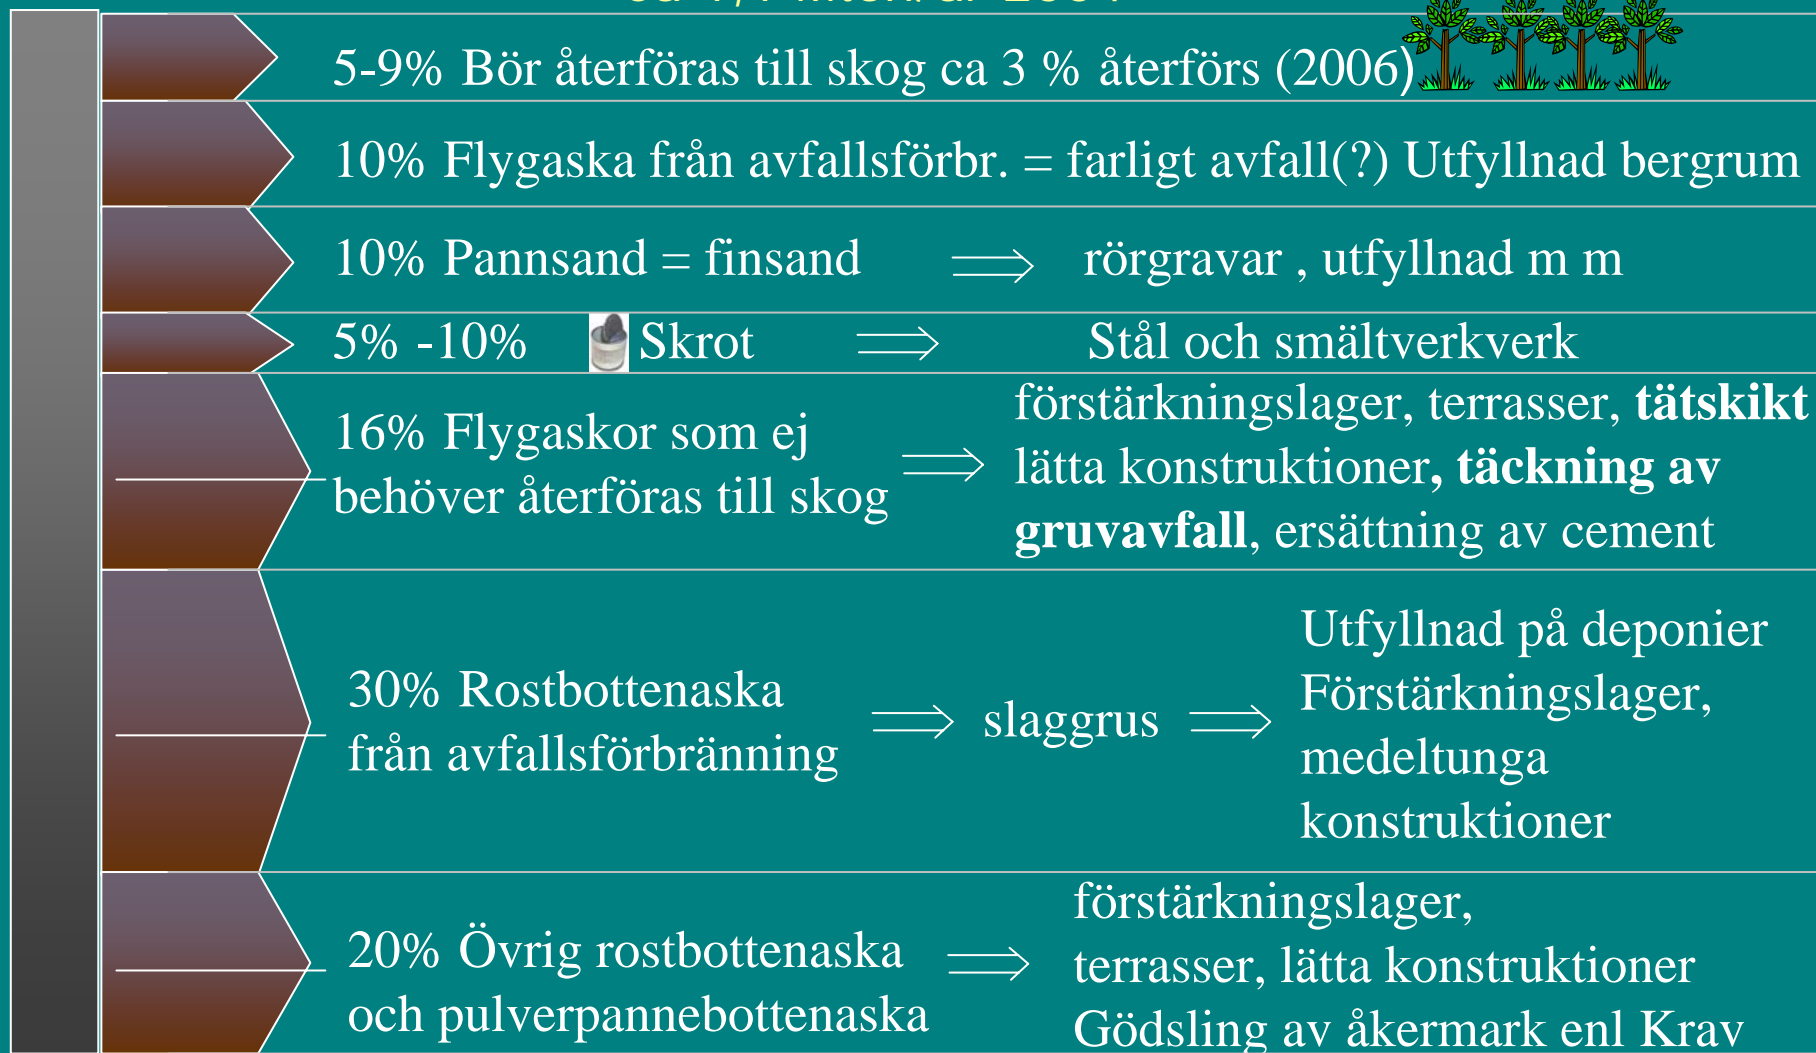 5-9% Bör återföras till skog ca 3 % återförs (2006)
10% Flygaska från avfallsförbr. = farligt avfall(?) Utfyllnad bergrum
10% Pannsand = finsand ⇒ rörgravar , utfyllnad m m
5% -10% Skrot ⇒ Stål och smältverkverk
16% Flygaskor som ej
behöver återföras till skog
⇒
förstärkningslager, terrasser, tätskikt
lätta konstruktioner, täckning av
gruvavfall, ersättning av cement
30% Rostbottenaska
från avfallsförbränning
⇒ slaggrus ⇒
Utfyllnad på deponier
Förstärkningslager,
medeltunga
konstruktioner
20% Övrig rostbottenaska
och pulverpannebottenaska
⇒
förstärkningslager,
terrasser, lätta konstruktioner
Gödsling av åkermark enl Krav